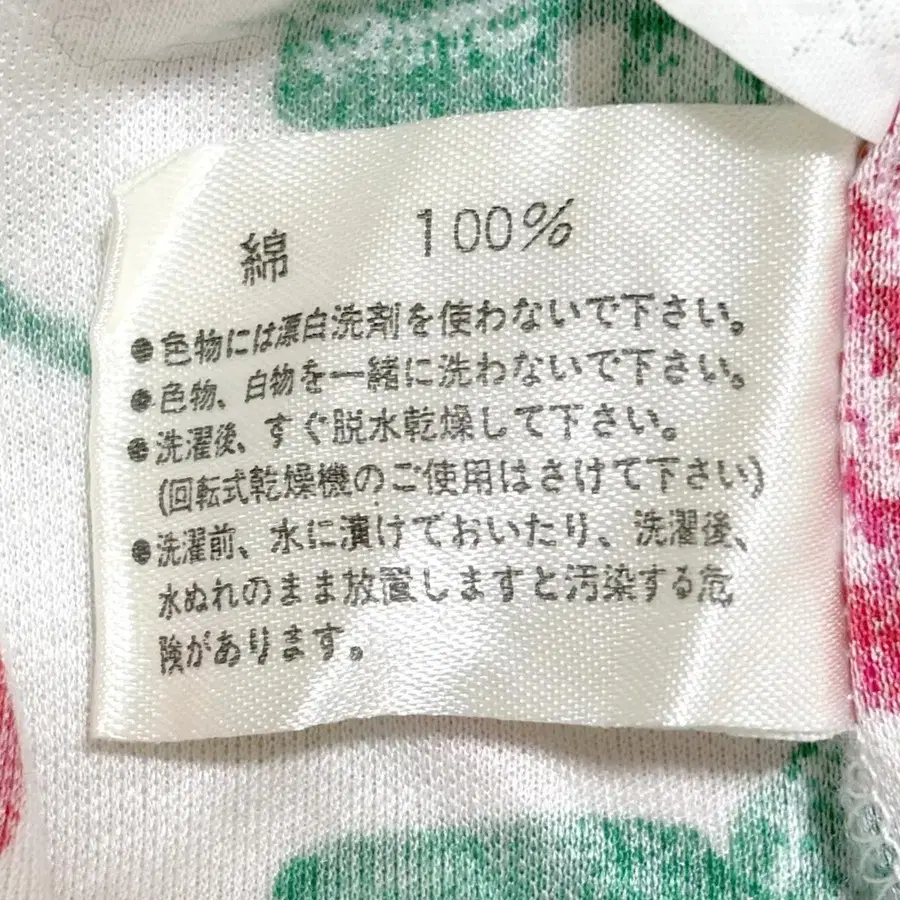 綿 100%
●色物には漂白洗剤を使わないで下さい。
●色物、白物を一緒に洗わないで下さい。
●洗濯後、すぐ脱水乾燥して下さい。
(回転式乾燥機のご使用はさけて下さい)
●洗濯前、水に漬けておいたり、洗濯後、
水ぬれのまま放置しますと汚染する危
険があります。